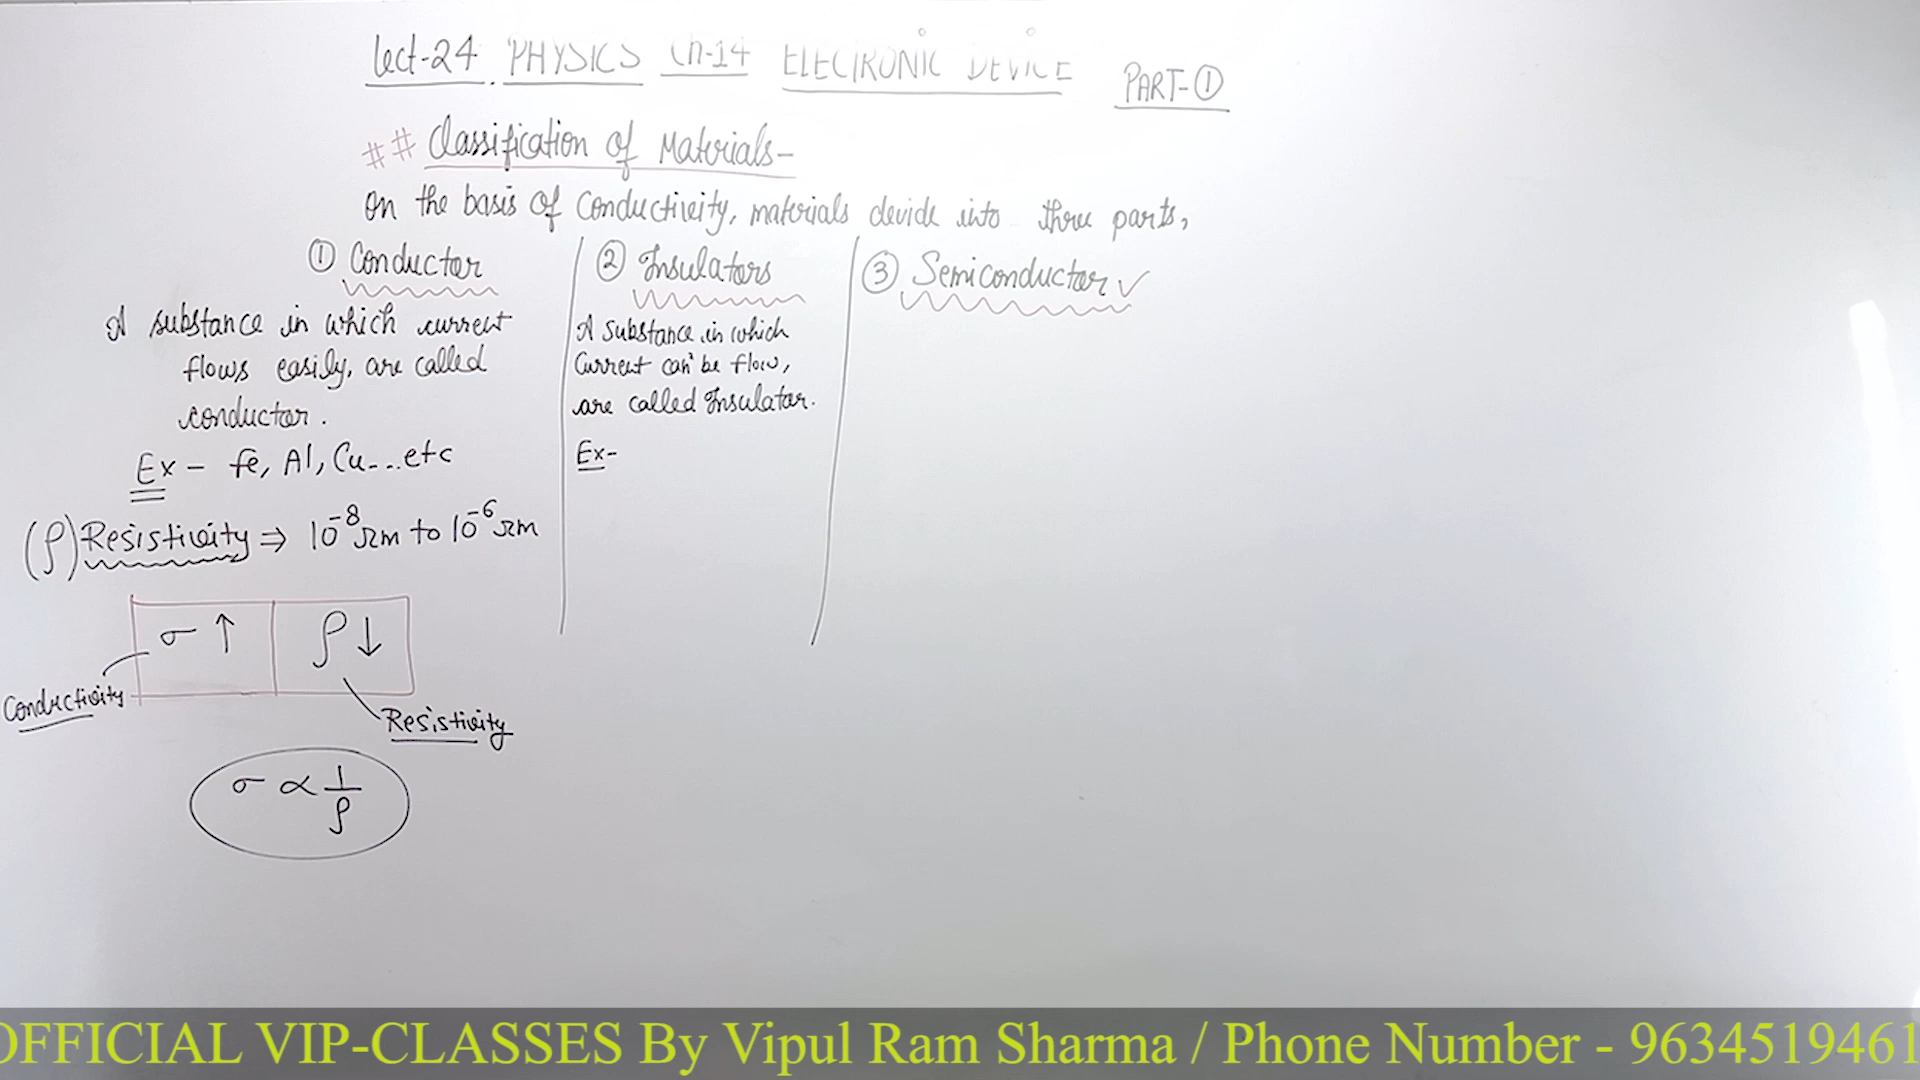 Lect-24 PHYSICS Ch-14 ELECTRONIC DEVICE PART-①
## Classification of Materials-
On the basis of Conductivity, materials devide into three parts,
① Conductor
A substance in which current
flows easily, are called
conductor.
Ex- Fe, Al, Cu...etc
(ρ) Resistivity ⇒ 10⁻⁸ Ωm to 10⁻⁶ Ωm
σ ↑ ρ ↓
Conductivity
Resistivity
σ ∝ 1/ρ
② Insulators
A Substance in which
Current can't be flow,
are called Insulator.
Ex-
③ Semiconductor ✓
OFFICIAL VIP-CLASSES By Vipul Ram Sharma / Phone Number - 9634519461